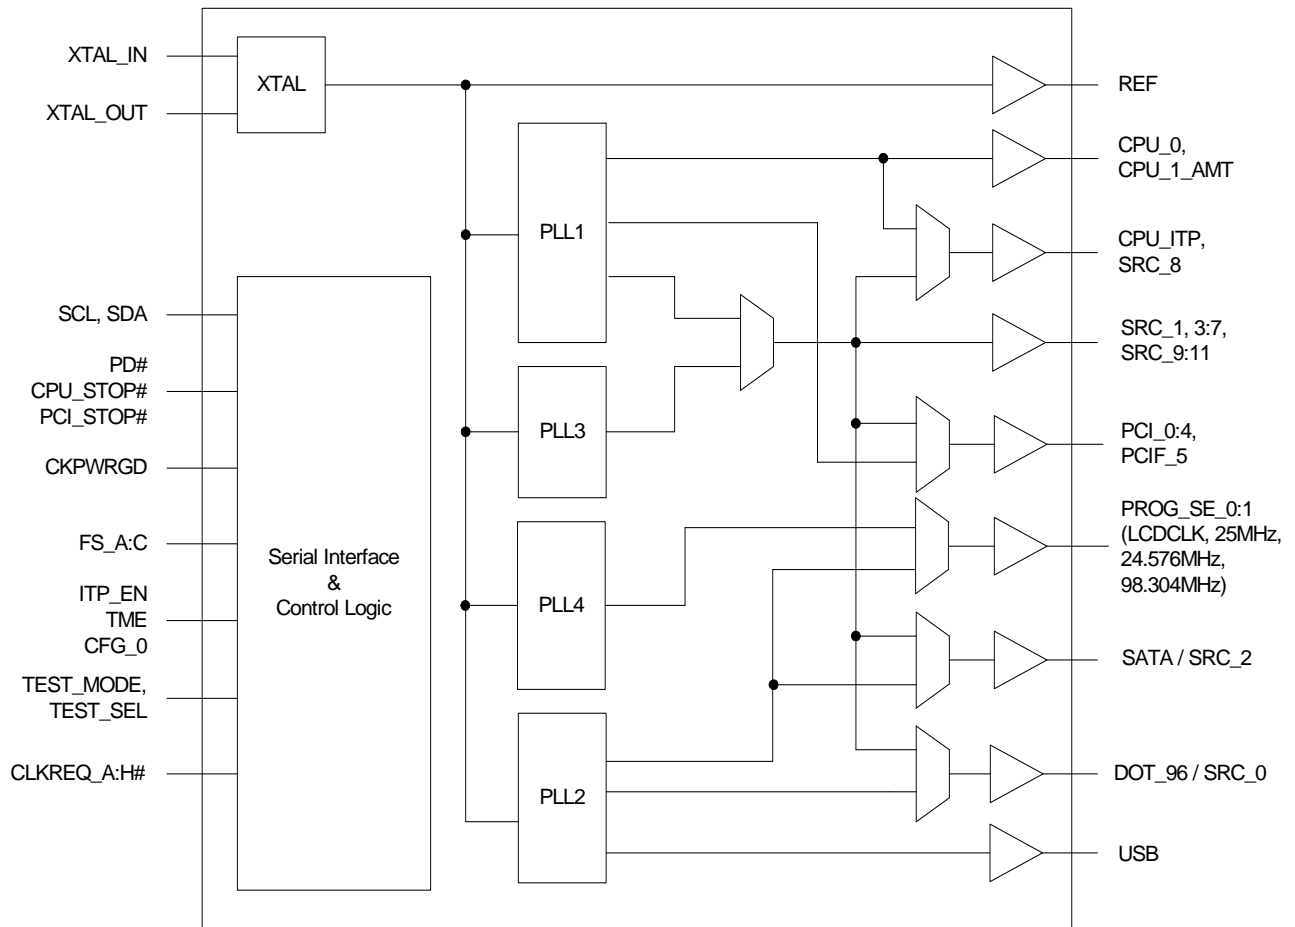 XTAL_IN
XTAL_OUT
XTAL
REF
CPU_0,
CPU_1_AMT
PLL1
CPU_ITP,
SRC_8
SCL, SDA
SRC_1, 3:7,
SRC_9:11
PD#
CPU_STOP#
PCI_STOP#
PLL3
PCI_0:4,
PCIF_5
CKPWRGD
PROG_SE_0:1
(LCDCLK, 25MHz,
24.576MHz,
98.304MHz)
FS_A:C
Serial Interface
&
Control Logic
ITP_EN
TME
CFG_0
PLL4
SATA / SRC_2
TEST_MODE,
TEST_SEL
CLKREQ_A:H#
PLL2
DOT_96 / SRC_0
USB